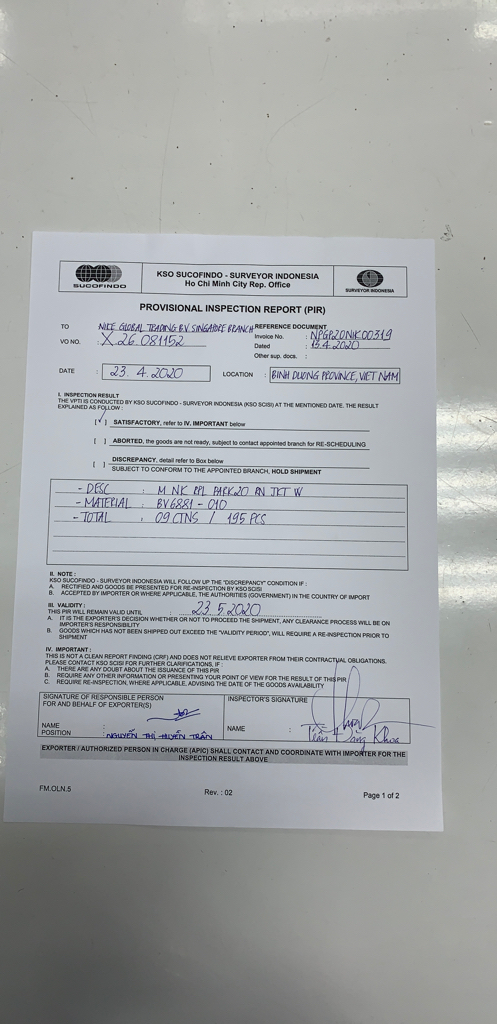 SUCOFINDO
KSO SUCOFINDO - SURVEYOR INDONESIA
Ho Chi Minh City Rep. Office
SURVEYOR INDONESIA
PROVISIONAL INSPECTION REPORT (PIR)
TO : NIKE GLOBAL TRADING B.V. SINGAPORE BRANCH
VO NO. : X.26.081152
REFERENCE DOCUMENT
Invoice No. : NPGP20NIK00319
Dated : 15.4.2020
Other sup. docs. :
DATE : 23. 4. 2020
LOCATION : BINH DUONG PROVINCE, VIET NAM
I. INSPECTION RESULT
THE VPTI IS CONDUCTED BY KSO SUCOFINDO - SURVEYOR INDONESIA (KSO SCISI) AT THE MENTIONED DATE. THE RESULT
EXPLAINED AS FOLLOW :
[✓] SATISFACTORY, refer to IV. IMPORTANT below
[ ] ABORTED, the goods are not ready, subject to contact appointed branch for RE-SCHEDULING
[ ] DISCREPANCY, detail refer to Box below
SUBJECT TO CONFORM TO THE APPOINTED BRANCH, HOLD SHIPMENT
- DESC : M NK RPL PARK20 RN JKT W
- MATERIAL : BV6881 - 010
- TOTAL : 09 CTNS / 195 PCS
II. NOTE :
KSO SUCOFINDO - SURVEYOR INDONESIA WILL FOLLOW UP THE "DISCREPANCY" CONDITION IF :
A. RECTIFIED AND GOODS BE PRESENTED FOR RE-INSPECTION BY KSO SCISI
B. ACCEPTED BY IMPORTER OR WHERE APPLICABLE, THE AUTHORITIES (GOVERNMENT) IN THE COUNTRY OF IMPORT
III. VALIDITY :
THIS PIR WILL REMAIN VALID UNTIL : 23.5.2020
A. IT IS THE EXPORTER'S DECISION WHETHER OR NOT TO PROCEED THE SHIPMENT, ANY CLEARANCE PROCESS WILL BE ON
IMPORTER'S RESPONSIBILITY
B. GOODS WHICH HAS NOT BEEN SHIPPED OUT EXCEED THE "VALIDITY PERIOD", WILL REQUIRE A RE-INSPECTION PRIOR TO
SHIPMENT
IV. IMPORTANT :
THIS IS NOT A CLEAN REPORT FINDING (CRF) AND DOES NOT RELIEVE EXPORTER FROM THEIR CONTRACTUAL OBLIGATIONS.
PLEASE CONTACT KSO SCISI FOR FURTHER CLARIFICATIONS, IF :
A. THERE ARE ANY DOUBT ABOUT THE ISSUANCE OF THIS PIR
B. REQUIRE ANY OTHER INFORMATION OR PRESENTING YOUR POINT OF VIEW FOR THE RESULT OF THIS PIR
C. REQUIRE RE-INSPECTION, WHERE APPLICABLE, ADVISING THE DATE OF THE GOODS AVAILABILITY
SIGNATURE OF RESPONSIBLE PERSON
FOR AND BEHALF OF EXPORTER(S)
INSPECTOR'S SIGNATURE
NAME : NGUYỄN THỊ HUYỀN TRÂN
POSITION
NAME : Trần Đăng Khoa
EXPORTER / AUTHORIZED PERSON IN CHARGE (APIC) SHALL CONTACT AND COORDINATE WITH IMPORTER FOR THE
INSPECTION RESULT ABOVE
FM.OLN.5
Rev. : 02
Page 1 of 2